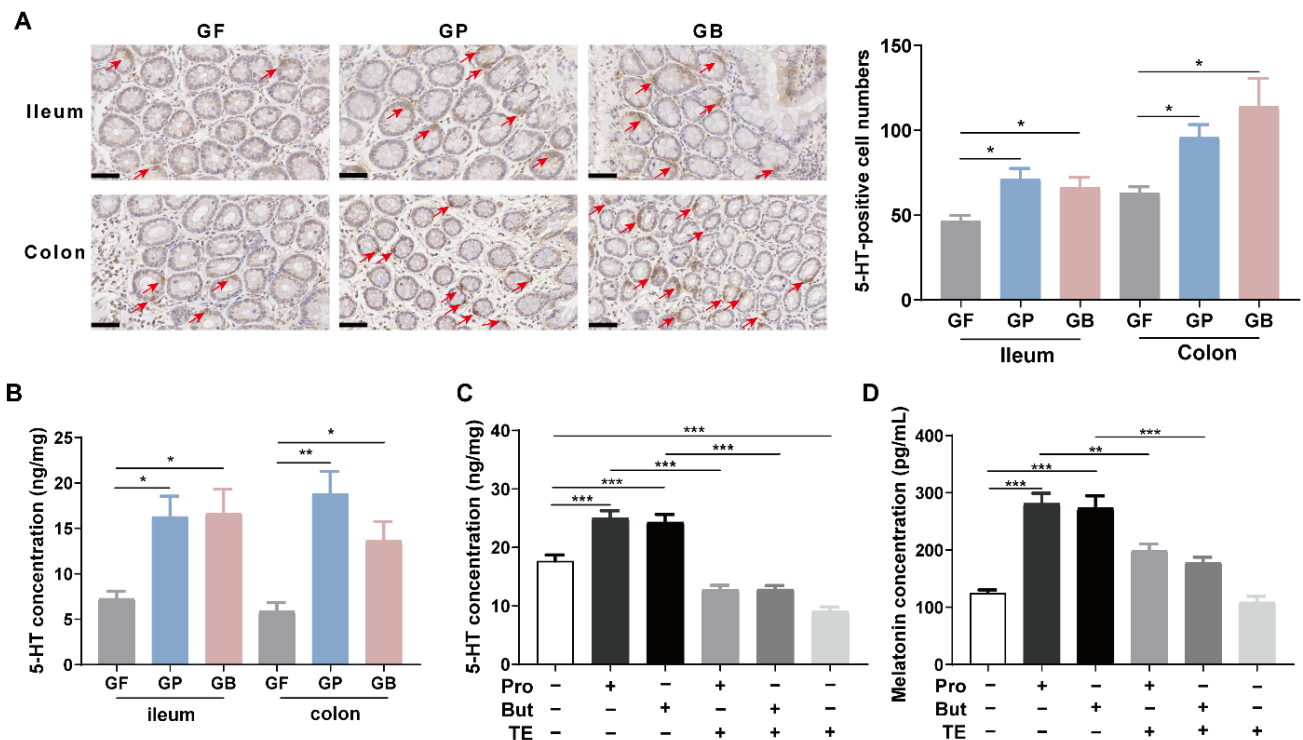 A
GF
GP
GB
Ileum
Colon
5-HT-positive cell numbers
150
100
50
0
*
*
*
*
GF GP GB GF GP GB
Ileum Colon
B
5-HT concentration (ng/mg)
25
20
15
10
5
0
*
*
*
**
GF GP GB GF GP GB
ileum colon
C
5-HT concentration (ng/mg)
40
30
20
10
0
***
***
***
***
***
Pro − + − + − −
But − − + − + −
TE − − − + + +
D
Melatonin concentration (pg/mL)
400
300
200
100
0
***
**
***
***
Pro − + − + − −
But − − + − + −
TE − − − + + +